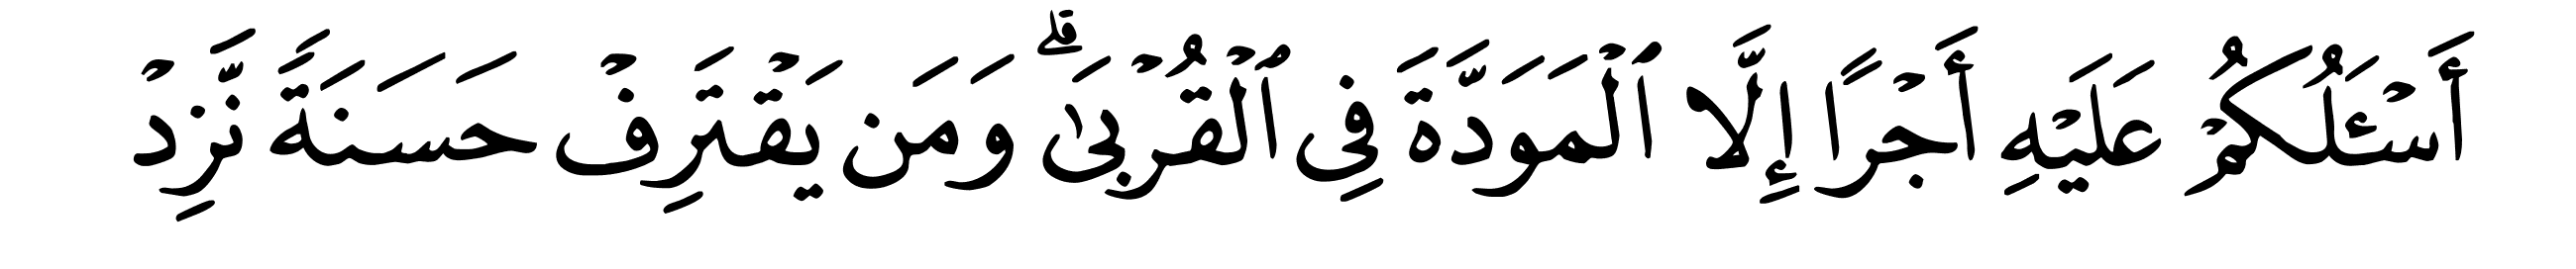 أَسْـَٔلُكُمْ عَلَيْهِ أَجْرًا إِلَّا ٱلْمَوَدَّةَ فِى ٱلْقُرْبَىٰ ۗ وَمَن يَقْتَرِفْ حَسَنَةً نَّزِدْ